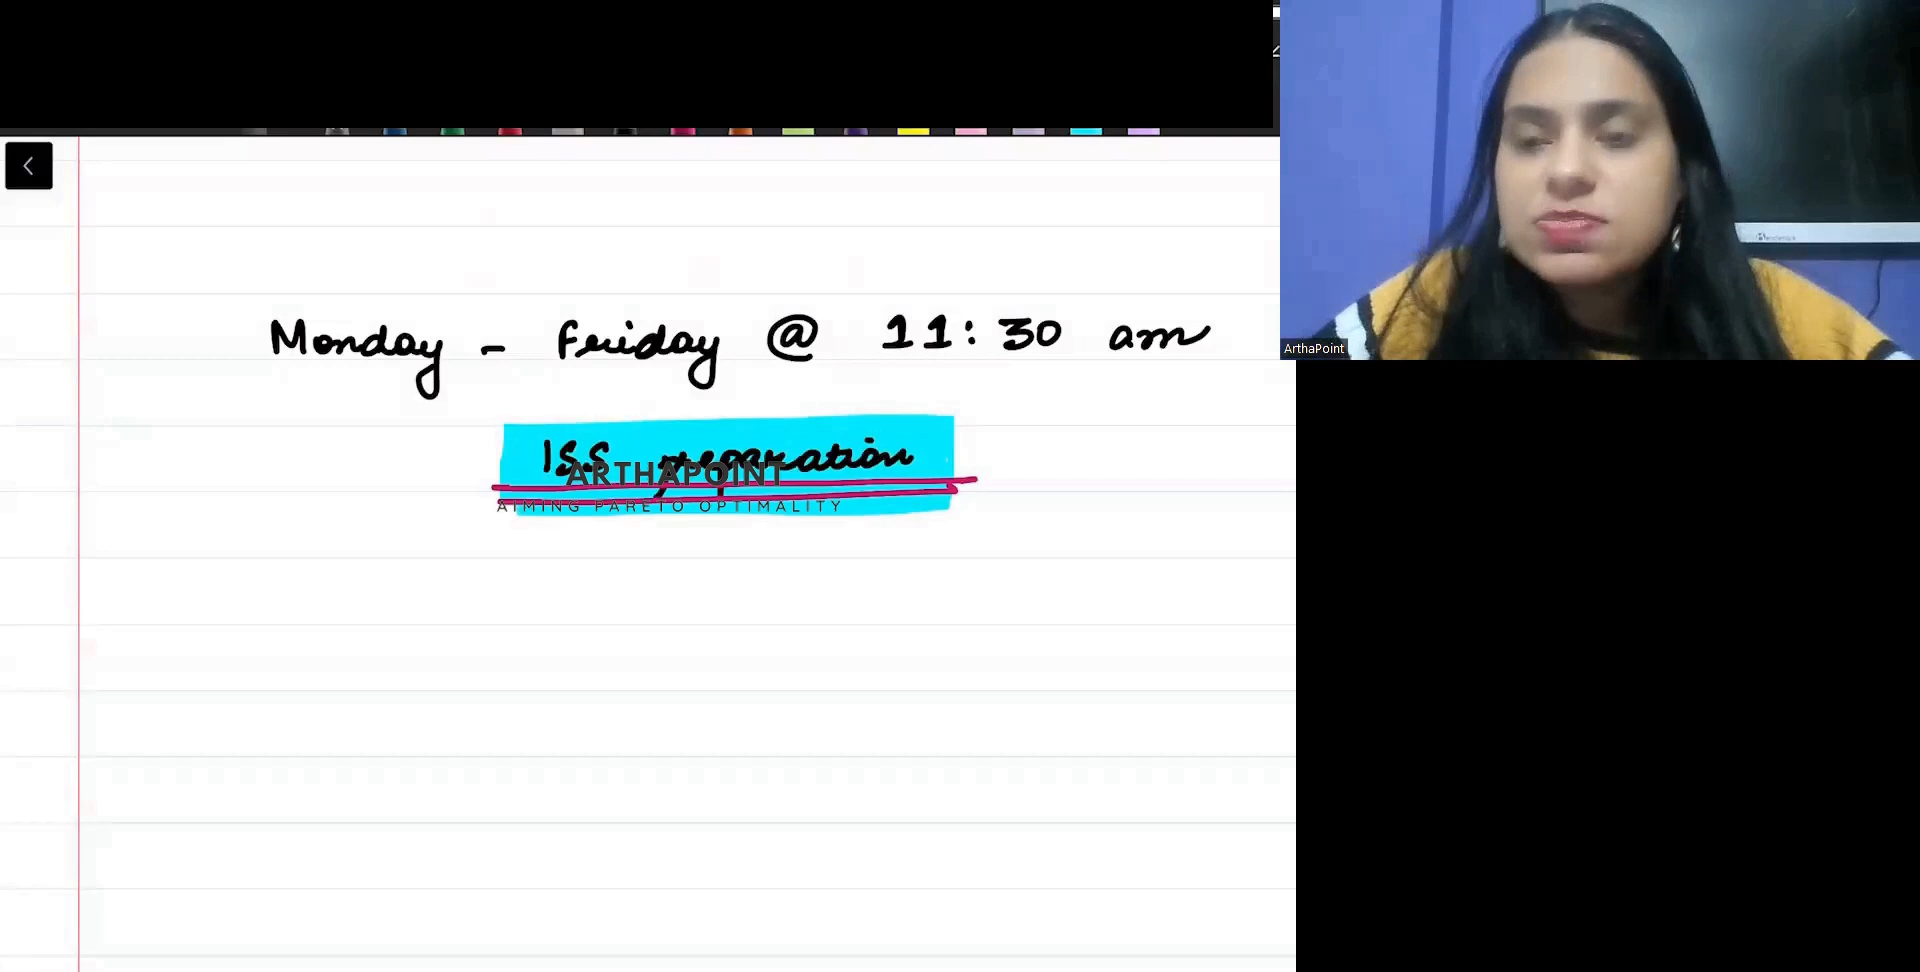 Monday - Friday @ 11:30 am
ISS preparation
ARTHAPOINT
AIMING PARETO OPTIMALITY
ArthaPoint